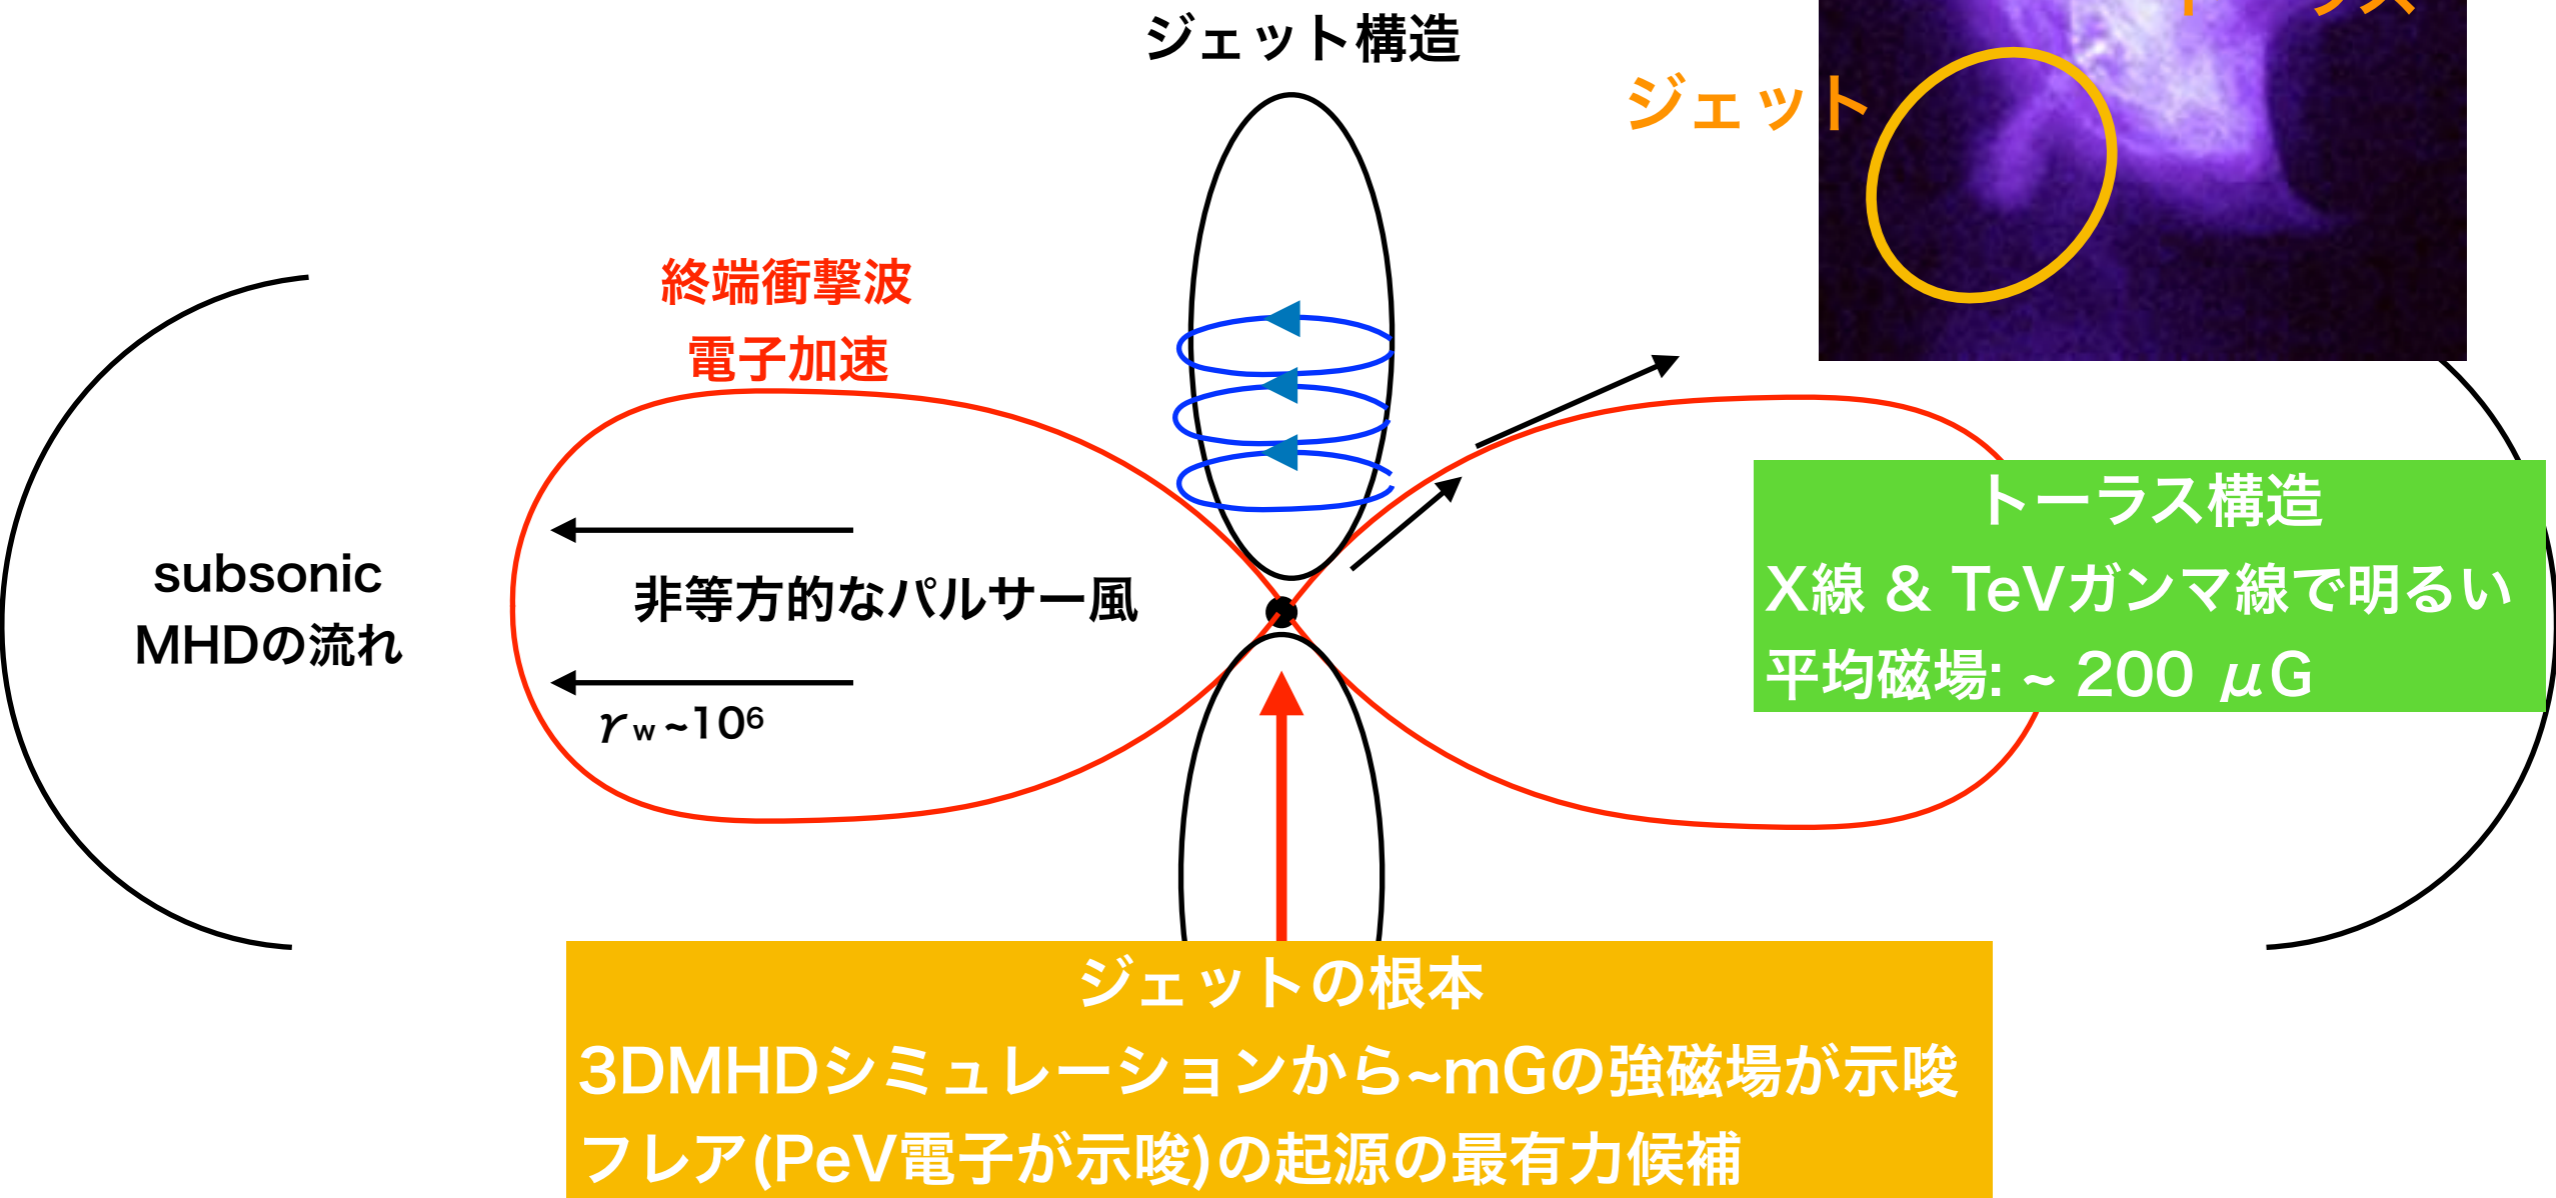 ジェット構造
ジェット
終端衝撃波
電子加速
subsonic
MHDの流れ
非等方的なパルサー風
γw ~10⁶
トーラス構造
X線 & TeVガンマ線で明るい
平均磁場: ~ 200 μG
ジェットの根本
3DMHDシミュレーションから~mGの強磁場が示唆
フレア(PeV電子が示唆)の起源の最有力候補